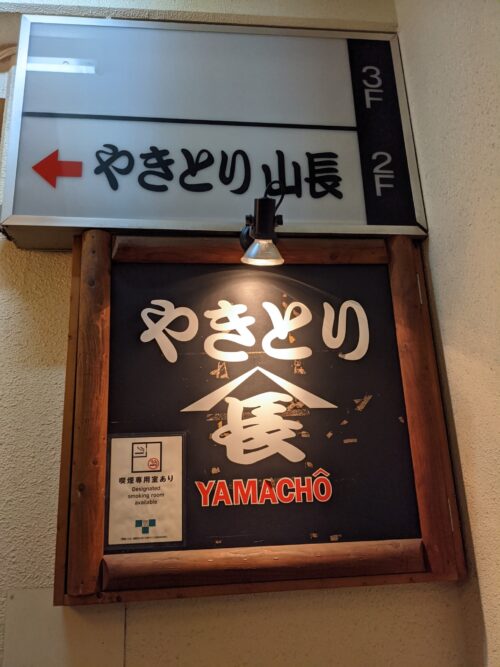 3F
やきとり 山長
2F
やきとり
長
YAMACHÔ
喫煙専用室あり
Designated
smoking room
available